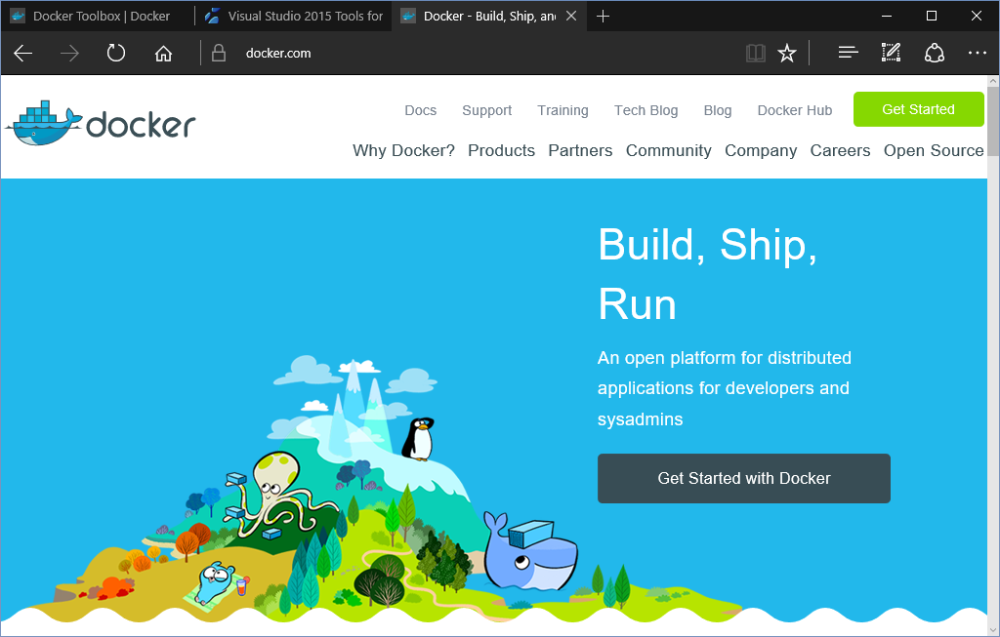 Docker Toolbox | Docker
Visual Studio 2015 Tools for
Docker - Build, Ship, an
docker.com
docker
Docs Support Training Tech Blog Blog Docker Hub Get Started
Why Docker? Products Partners Community Company Careers Open Source
Build, Ship,
Run
An open platform for distributed
applications for developers and
sysadmins
Get Started with Docker